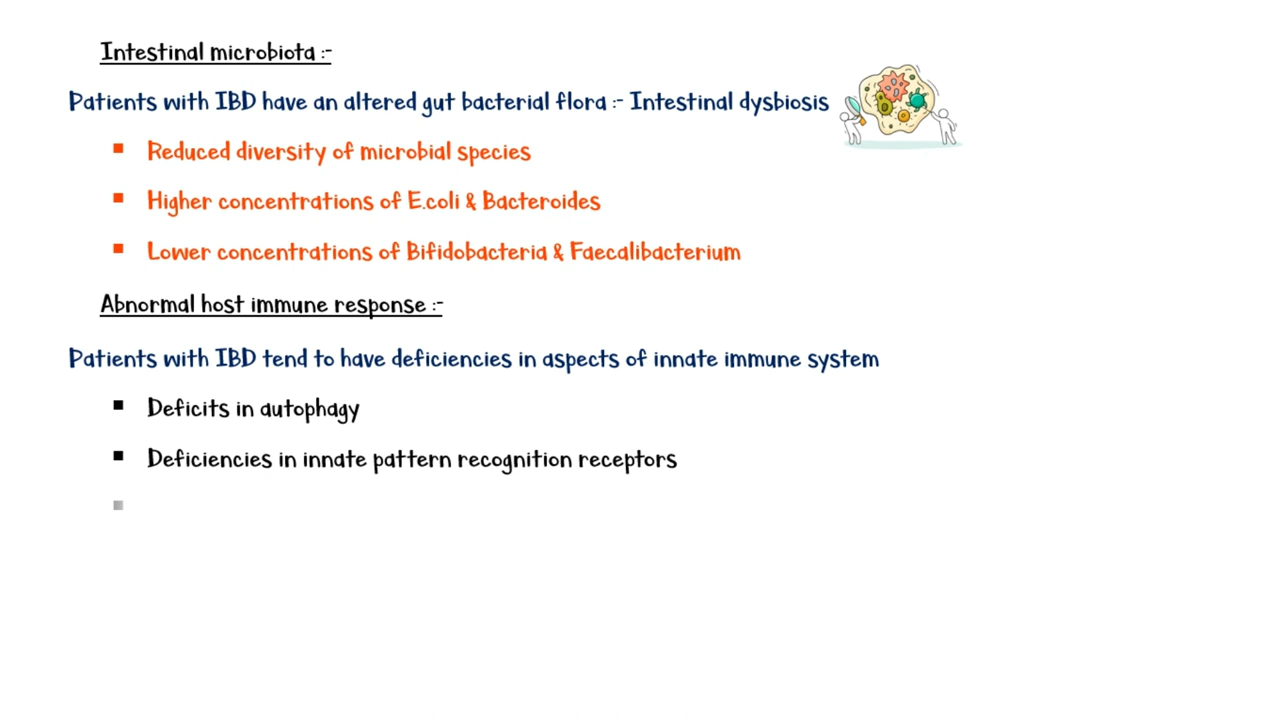 Intestinal microbiota :-
Patients with IBD have an altered gut bacterial flora :- Intestinal dysbiosis
▪ Reduced diversity of microbial species
▪ Higher concentrations of E.coli & Bacteroides
▪ Lower concentrations of Bifidobacteria & Faecalibacterium
Abnormal host immune response :-
Patients with IBD tend to have deficiencies in aspects of innate immune system
▪ Deficits in autophagy
▪ Deficiencies in innate pattern recognition receptors